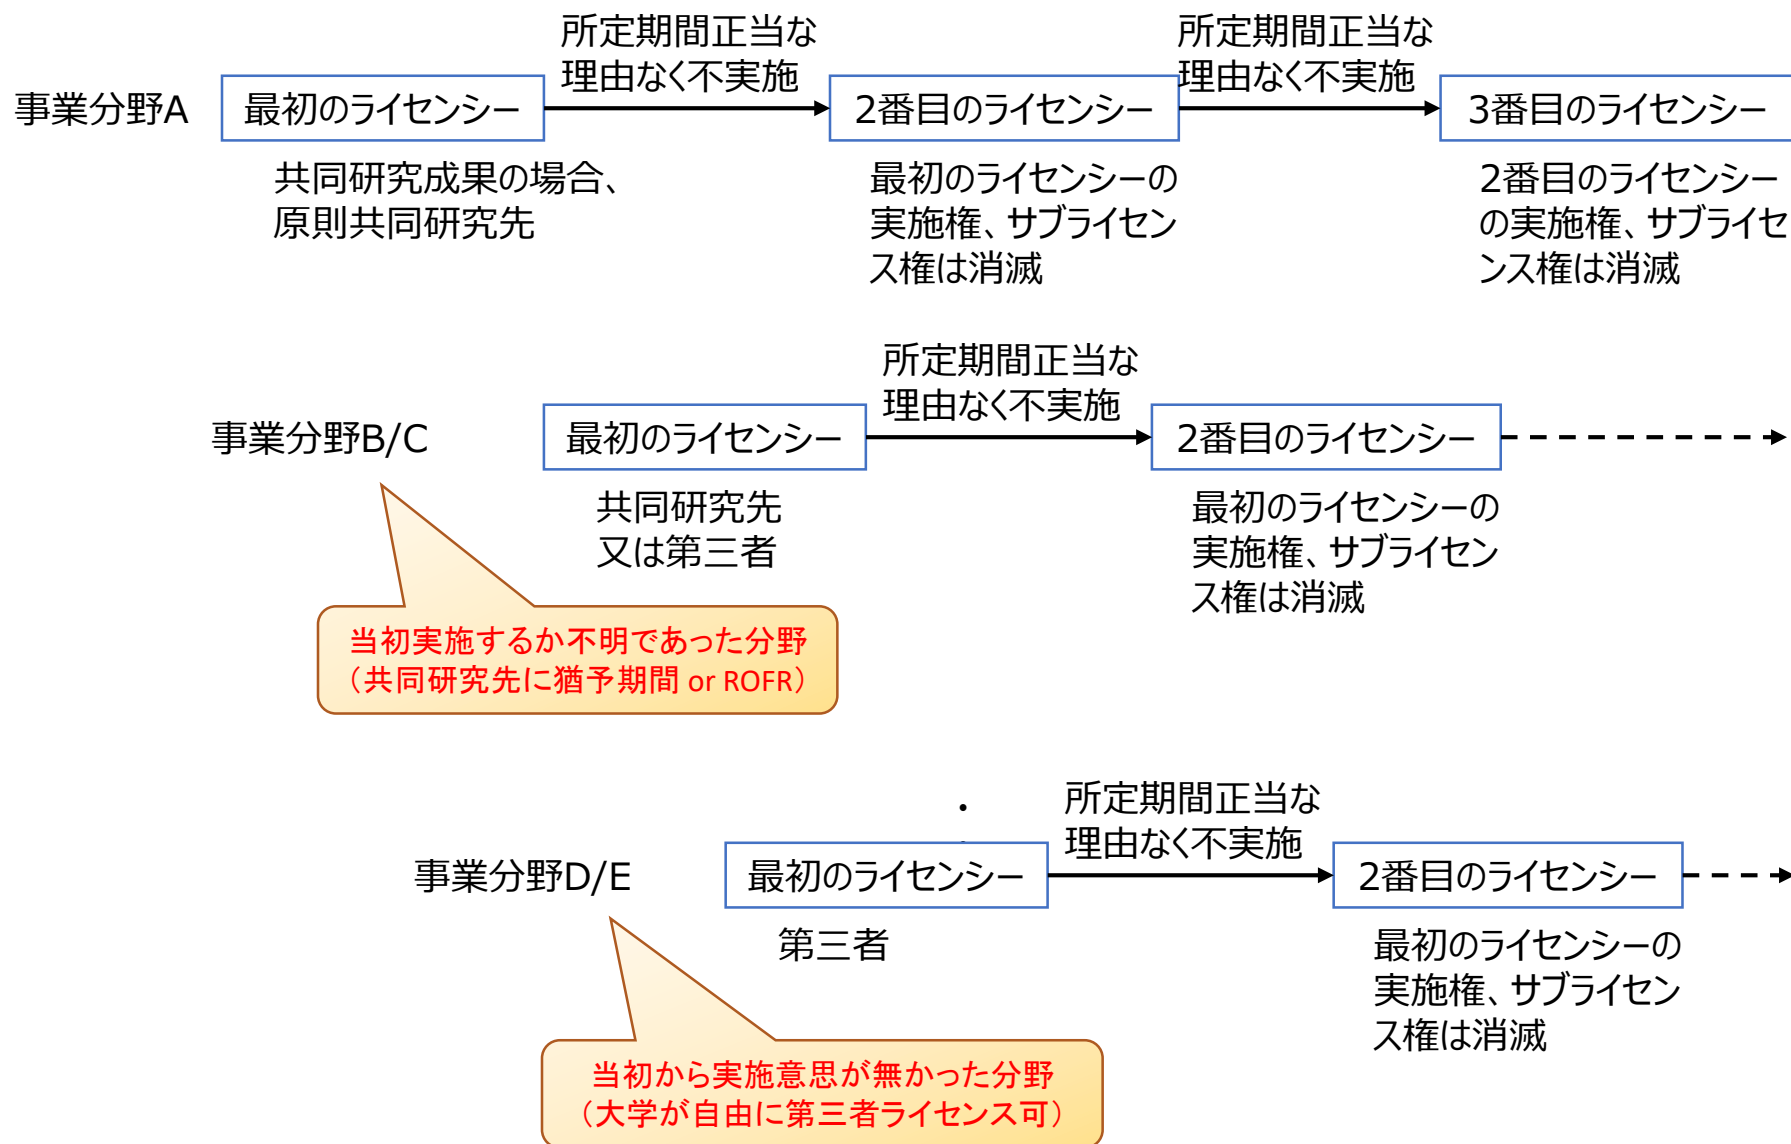 所定期間正当な
理由なく不実施
所定期間正当な
理由なく不実施
事業分野A
最初のライセンシー
2番目のライセンシー
3番目のライセンシー
共同研究成果の場合、
原則共同研究先
最初のライセンシーの
実施権、サブライセン
ス権は消滅
2番目のライセンシー
の実施権、サブライセ
ンス権は消滅
所定期間正当な
理由なく不実施
事業分野B/C
最初のライセンシー
2番目のライセンシー
共同研究先
又は第三者
最初のライセンシーの
実施権、サブライセン
ス権は消滅
当初実施するか不明であった分野
（共同研究先に猶予期間 or ROFR）
・
所定期間正当な
理由なく不実施
事業分野D/E
最初のライセンシー
2番目のライセンシー
第三者
最初のライセンシーの
実施権、サブライセン
ス権は消滅
当初から実施意思が無かった分野
（大学が自由に第三者ライセンス可）